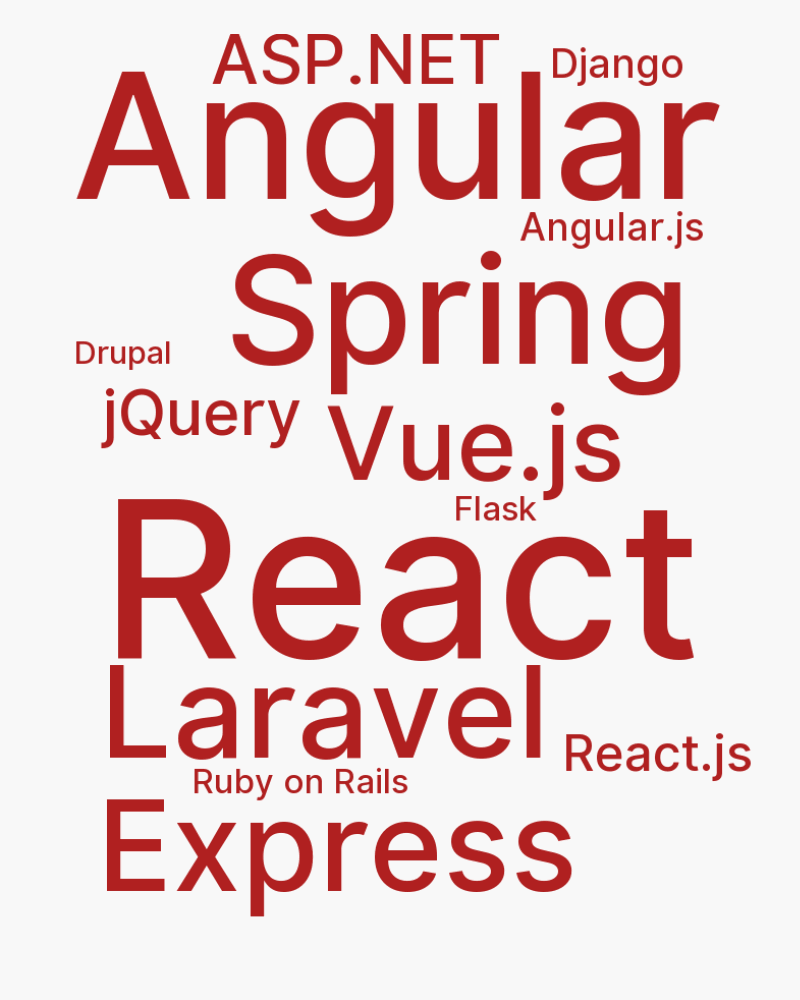 ASP.NET
Django
Angular
Angular.js
Spring
Drupal
jQuery
Vue.js
Flask
React
Laravel
React.js
Ruby on Rails
Express